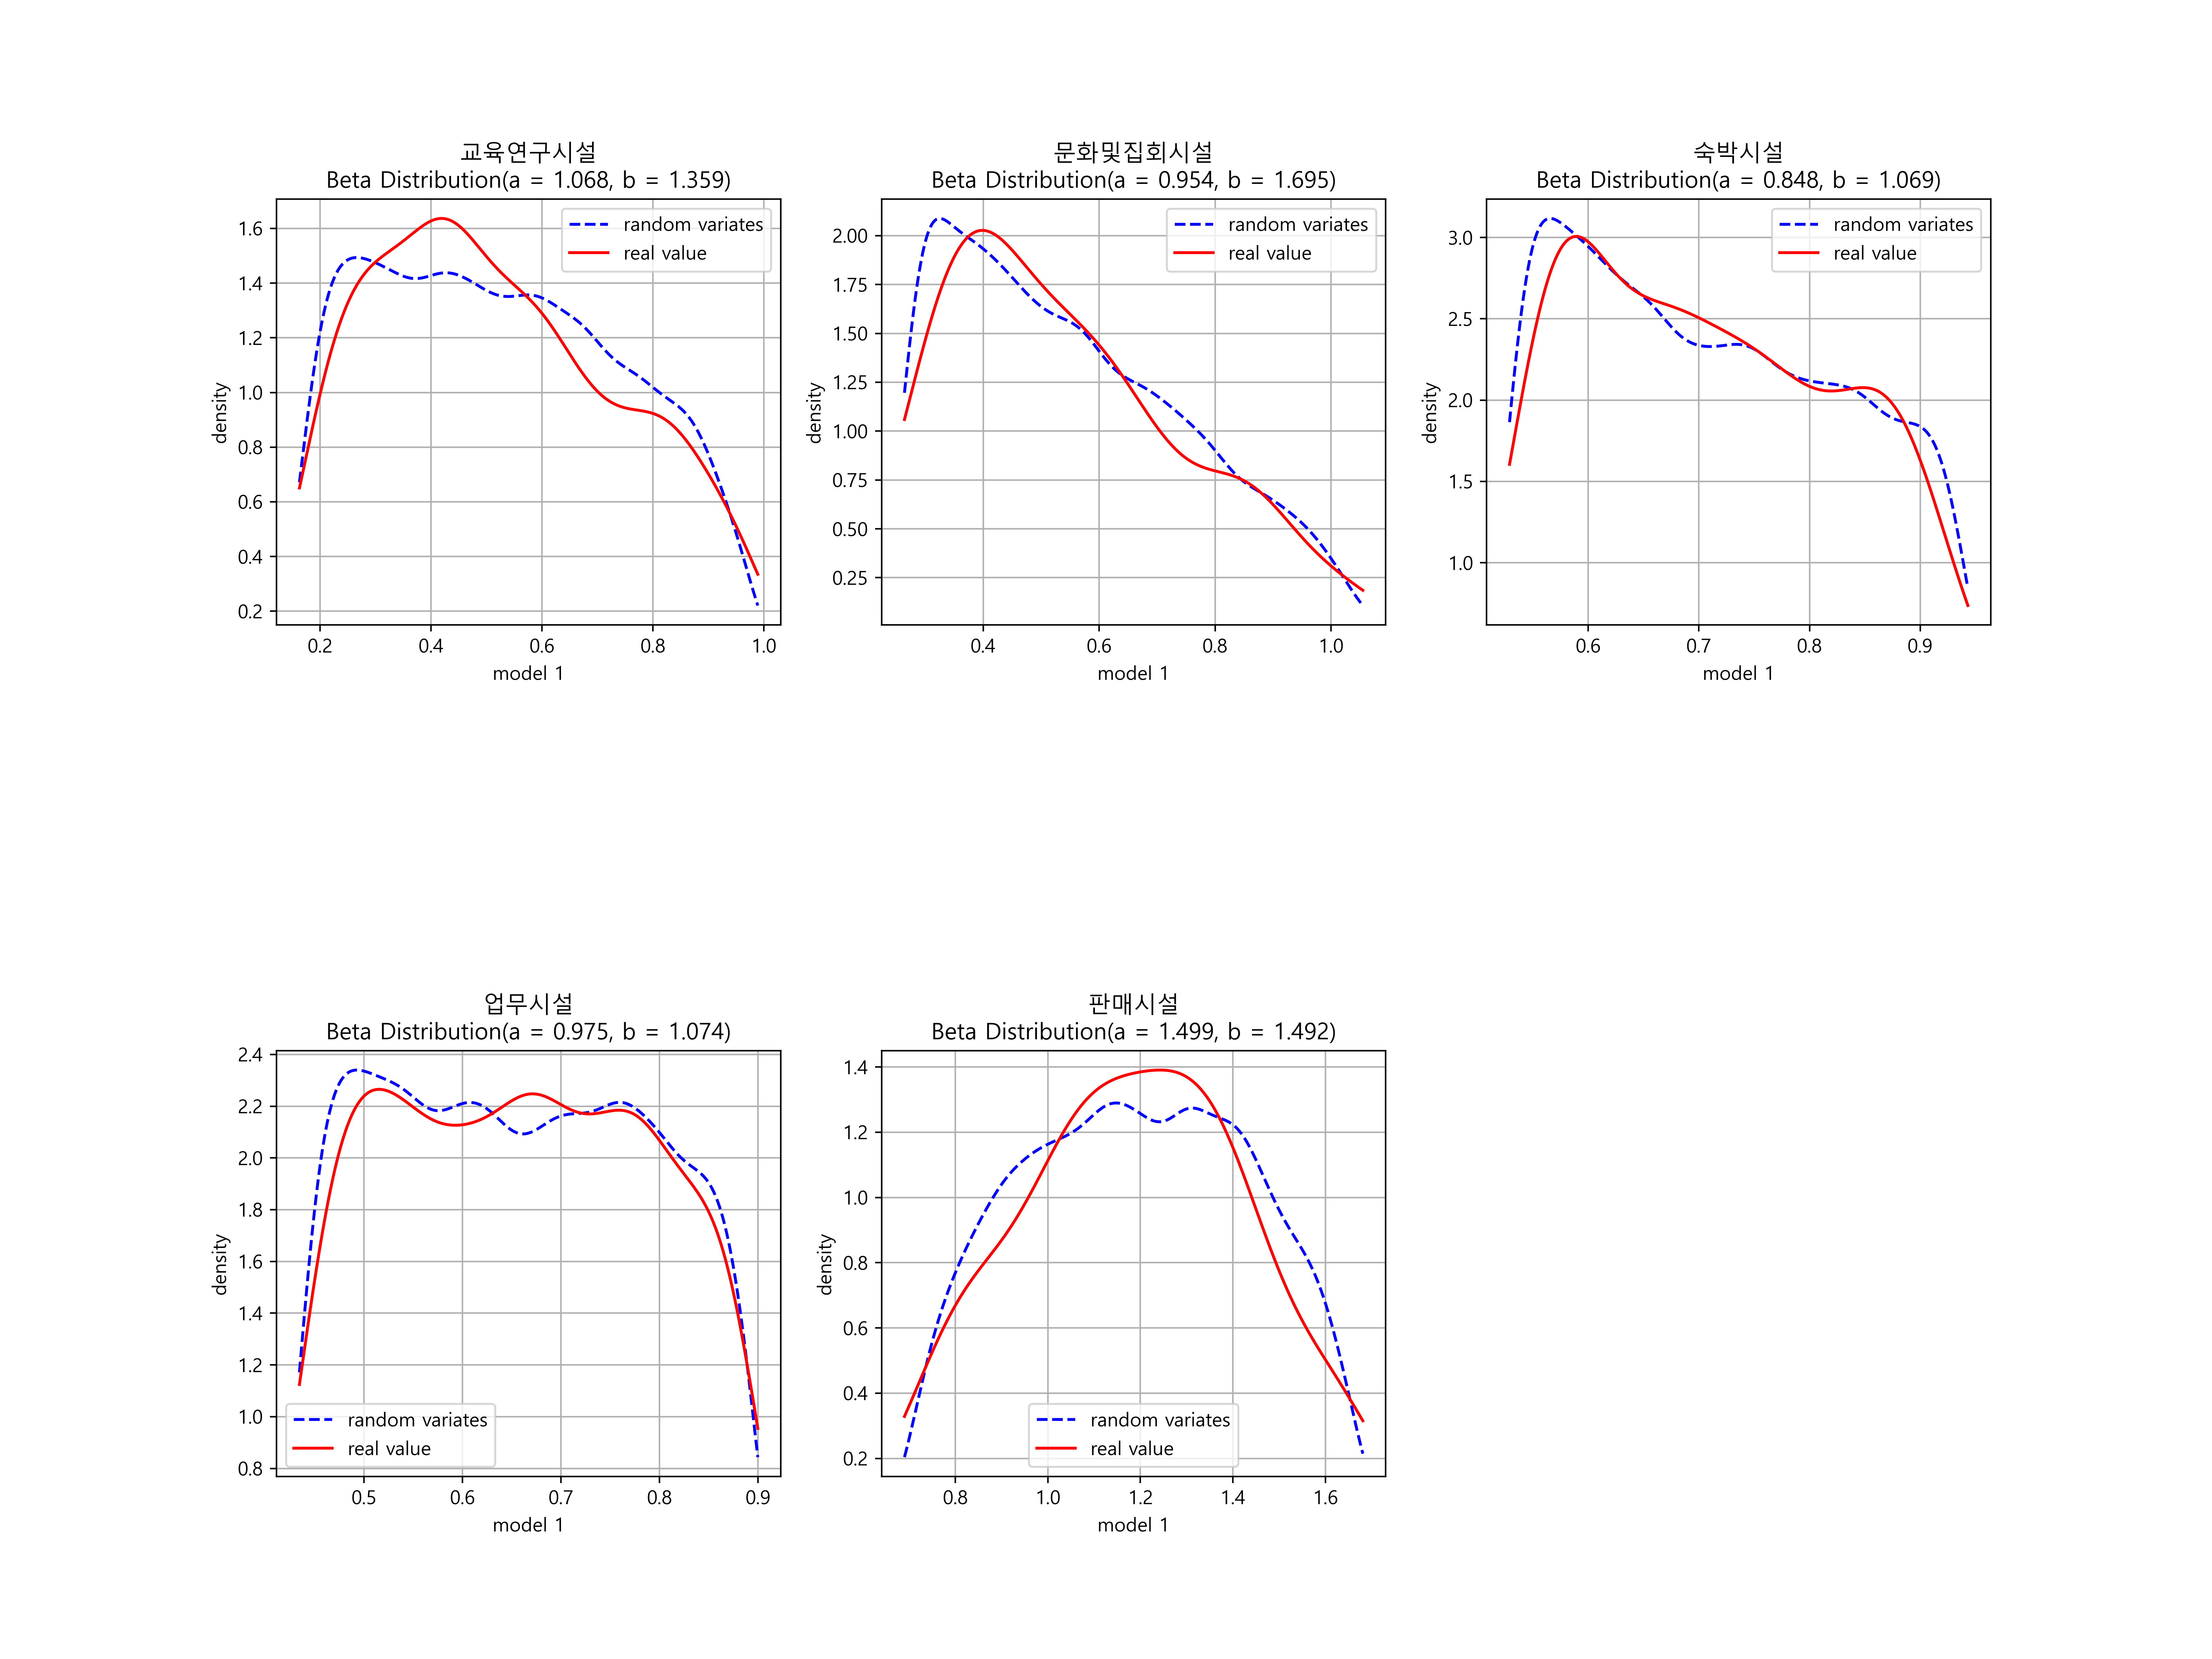 교육연구시설
Beta Distribution(a = 1.068, b = 1.359)
random variates
real value
density
1.6
1.4
1.2
1.0
0.8
0.6
0.4
0.2
0.2 0.4 0.6 0.8 1.0
model 1
문화및집회시설
Beta Distribution(a = 0.954, b = 1.695)
random variates
real value
density
2.00
1.75
1.50
1.25
1.00
0.75
0.50
0.25
0.4 0.6 0.8 1.0
model 1
숙박시설
Beta Distribution(a = 0.848, b = 1.069)
random variates
real value
density
3.0
2.5
2.0
1.5
1.0
0.6 0.7 0.8 0.9
model 1
업무시설
Beta Distribution(a = 0.975, b = 1.074)
density
2.4
2.2
2.0
1.8
1.6
1.4
1.2
1.0
0.8
random variates
real value
0.5 0.6 0.7 0.8 0.9
model 1
판매시설
Beta Distribution(a = 1.499, b = 1.492)
density
1.4
1.2
1.0
0.8
0.6
0.4
0.2
random variates
real value
0.8 1.0 1.2 1.4 1.6
model 1